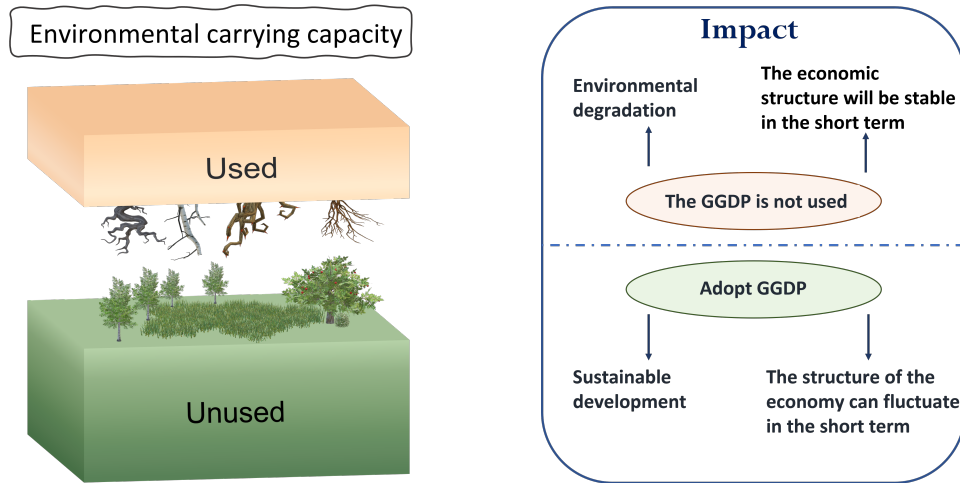 Environmental carrying capacity
Used
Unused
Impact
Environmental
degradation
The economic
structure will be stable
in the short term
The GGDP is not used
Adopt GGDP
Sustainable
development
The structure of the
economy can fluctuate
in the short term